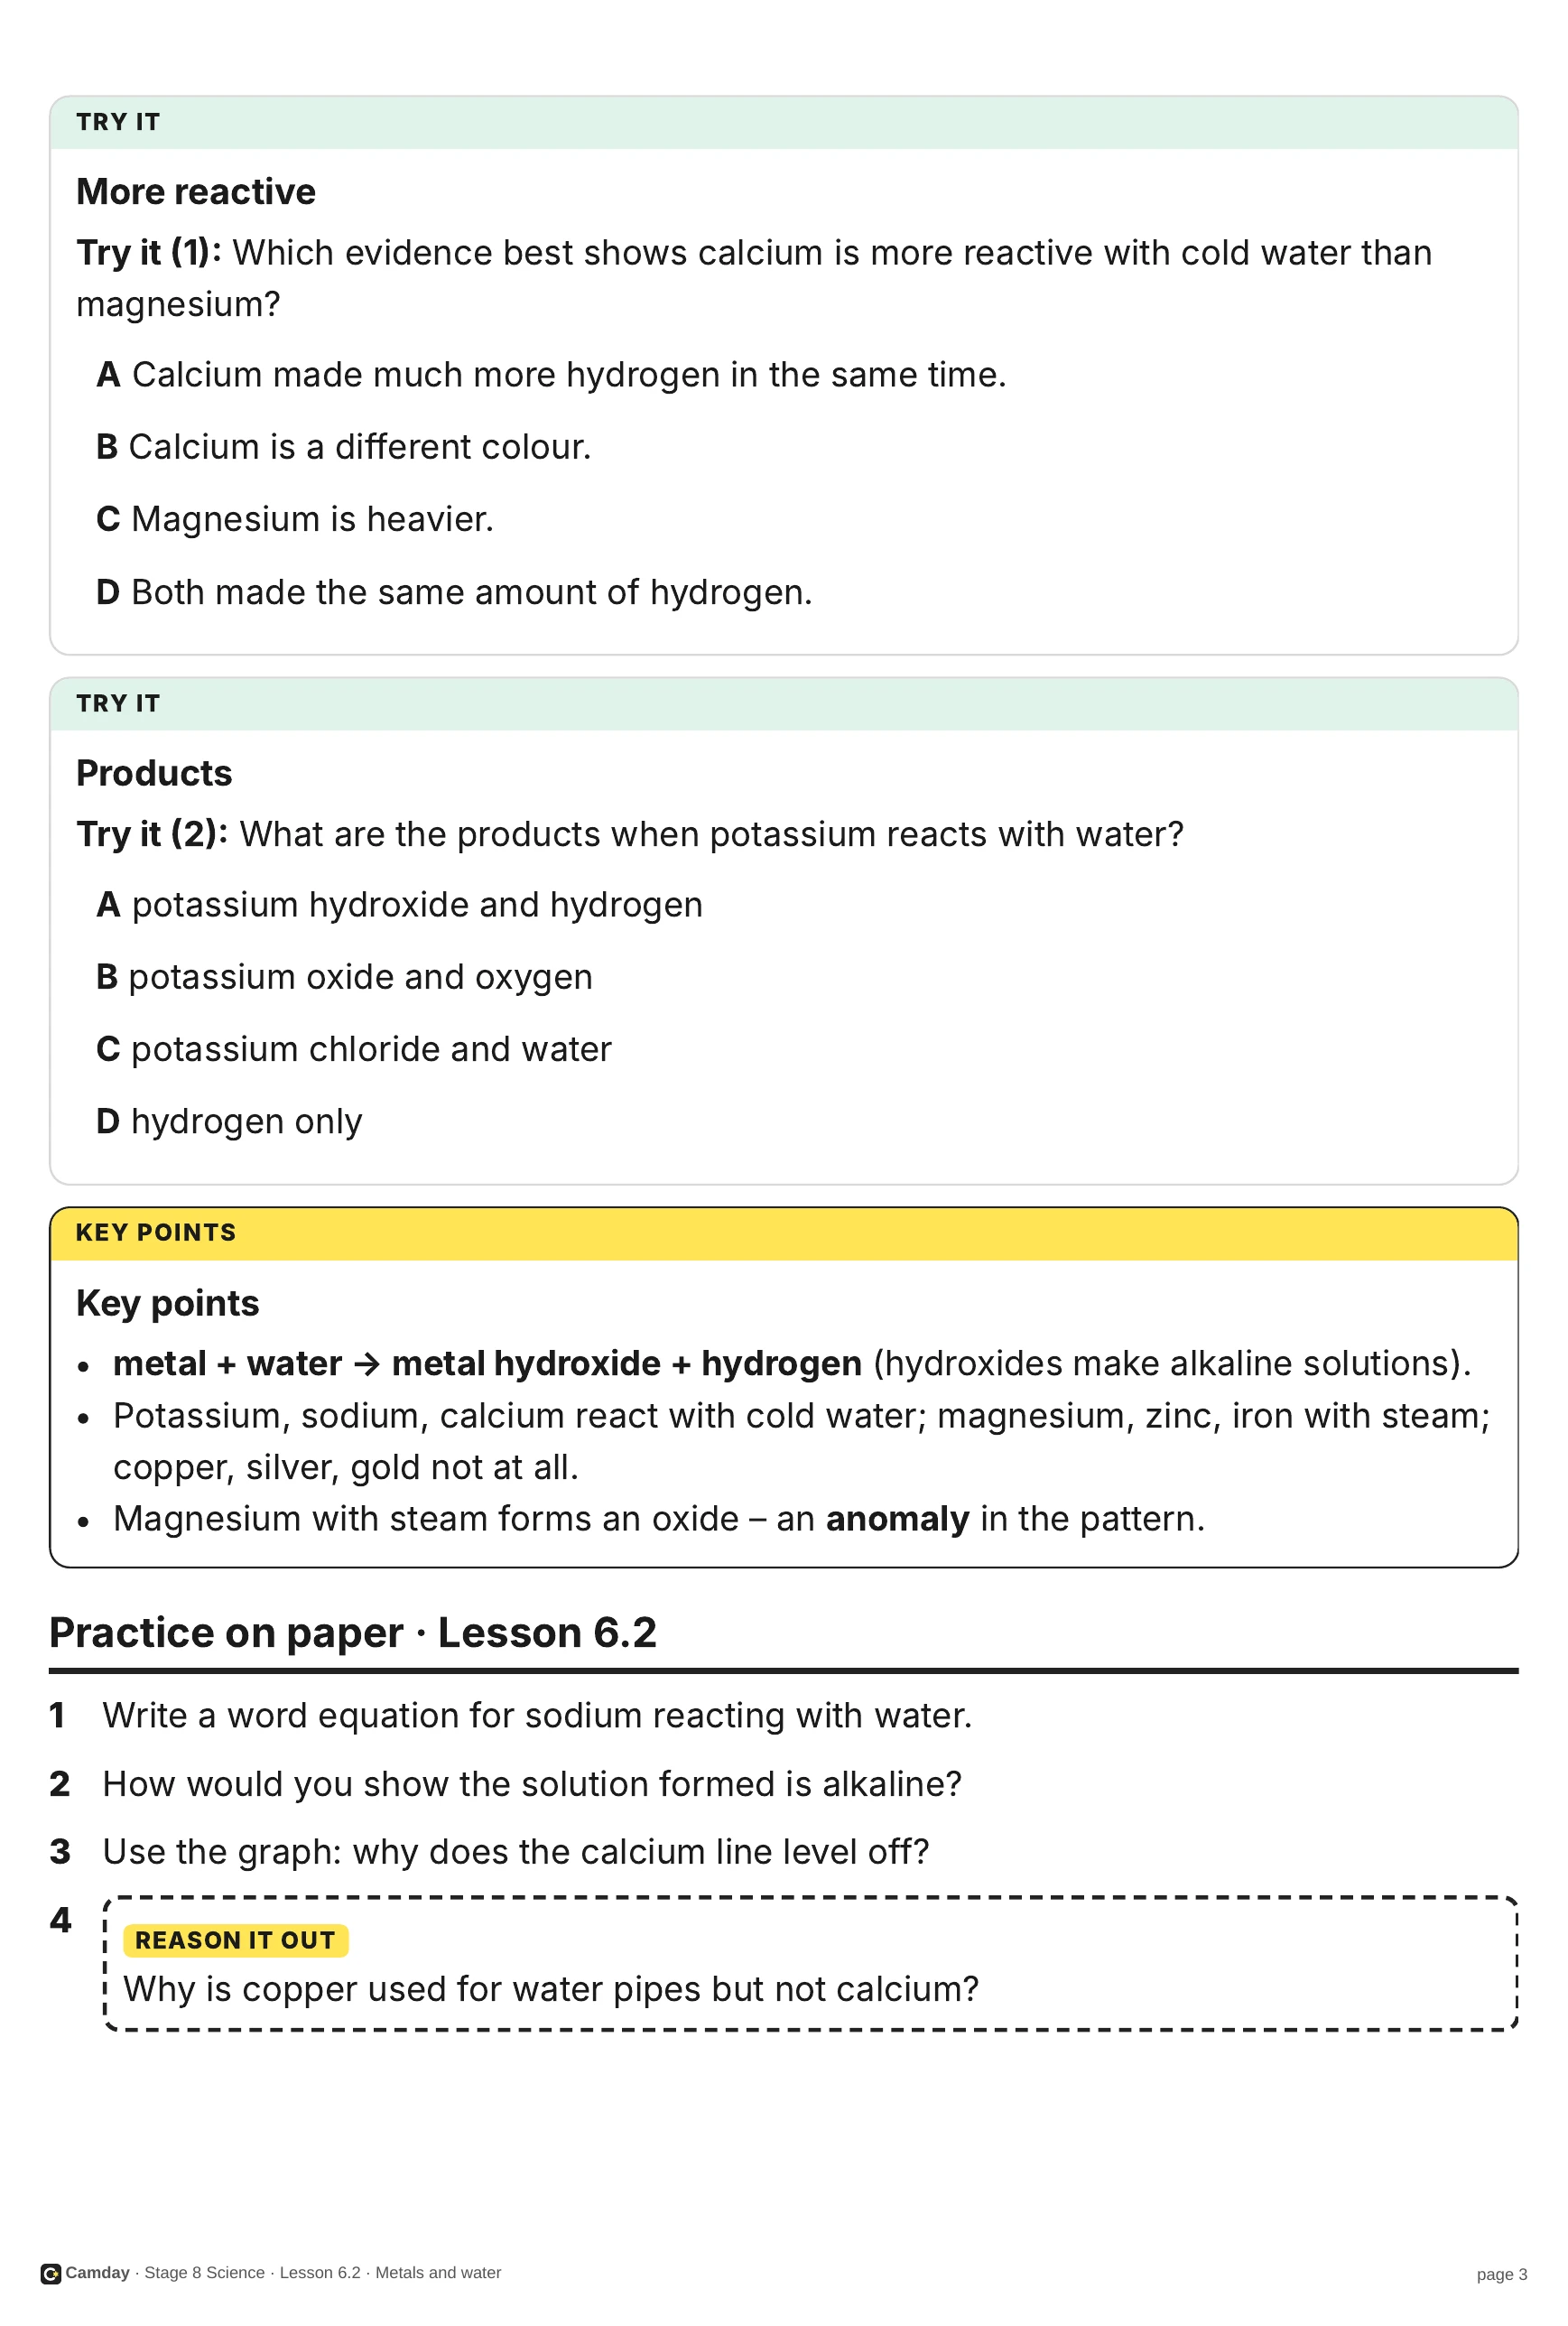 TRY IT
More reactive
Try it (1): Which evidence best shows calcium is more reactive with cold water than
magnesium?
A Calcium made much more hydrogen in the same time.
B Calcium is a different colour.
C Magnesium is heavier.
D Both made the same amount of hydrogen.
TRY IT
Products
Try it (2): What are the products when potassium reacts with water?
A potassium hydroxide and hydrogen
B potassium oxide and oxygen
C potassium chloride and water
D hydrogen only
KEY POINTS
Key points
• metal + water → metal hydroxide + hydrogen (hydroxides make alkaline solutions).
• Potassium, sodium, calcium react with cold water; magnesium, zinc, iron with steam;
copper, silver, gold not at all.
• Magnesium with steam forms an oxide – an anomaly in the pattern.
Practice on paper · Lesson 6.2
1 Write a word equation for sodium reacting with water.
2 How would you show the solution formed is alkaline?
3 Use the graph: why does the calcium line level off?
4
REASON IT OUT
Why is copper used for water pipes but not calcium?
Camday · Stage 8 Science · Lesson 6.2 · Metals and water
page 3